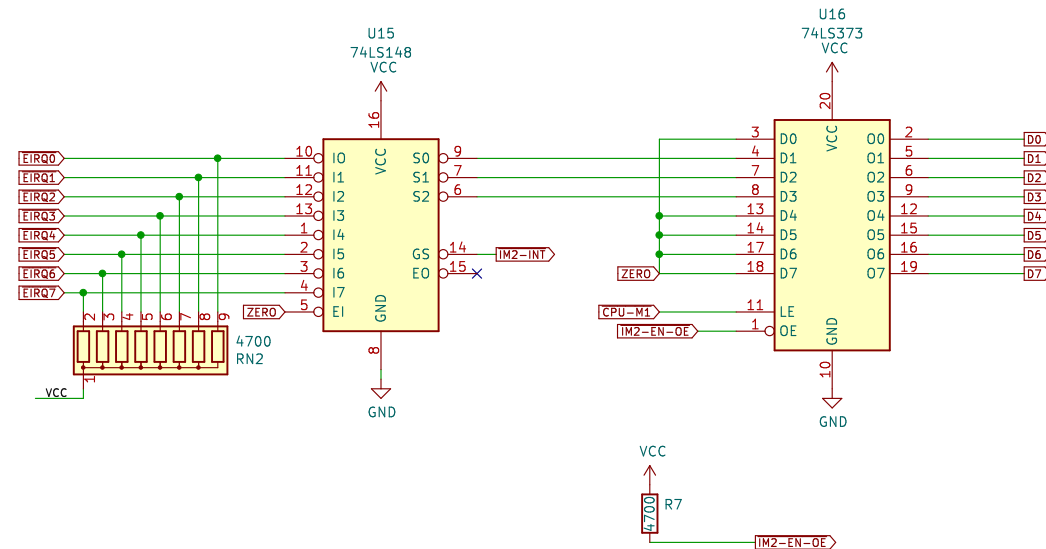 U15
74LS148
VCC
16
VCC
EIRQ0 10 I0 S0 9
EIRQ1 11 I1 S1 7
EIRQ2 12 I2 S2 6
EIRQ3 13 I3
EIRQ4 1 I4
EIRQ5 2 I5 GS 14 IM2-INT
EIRQ6 3 I6 EO 15
EIRQ7 4 I7
ZERO 5 EI
GND
8
GND
2 3 4 5 6 7 8 9
4700
RN2
1
VCC
U16
74LS373
VCC
20
VCC
3 D0 O0 2 D0
4 D1 O1 5 D1
7 D2 O2 6 D2
8 D3 O3 9 D3
13 D4 O4 12 D4
14 D5 O5 15 D5
17 D6 O6 16 D6
ZERO 18 D7 O7 19 D7
CPU-M1 11 LE
IM2-EN-OE 1 OE
GND
10
GND
VCC
4700 R7
IM2-EN-OE